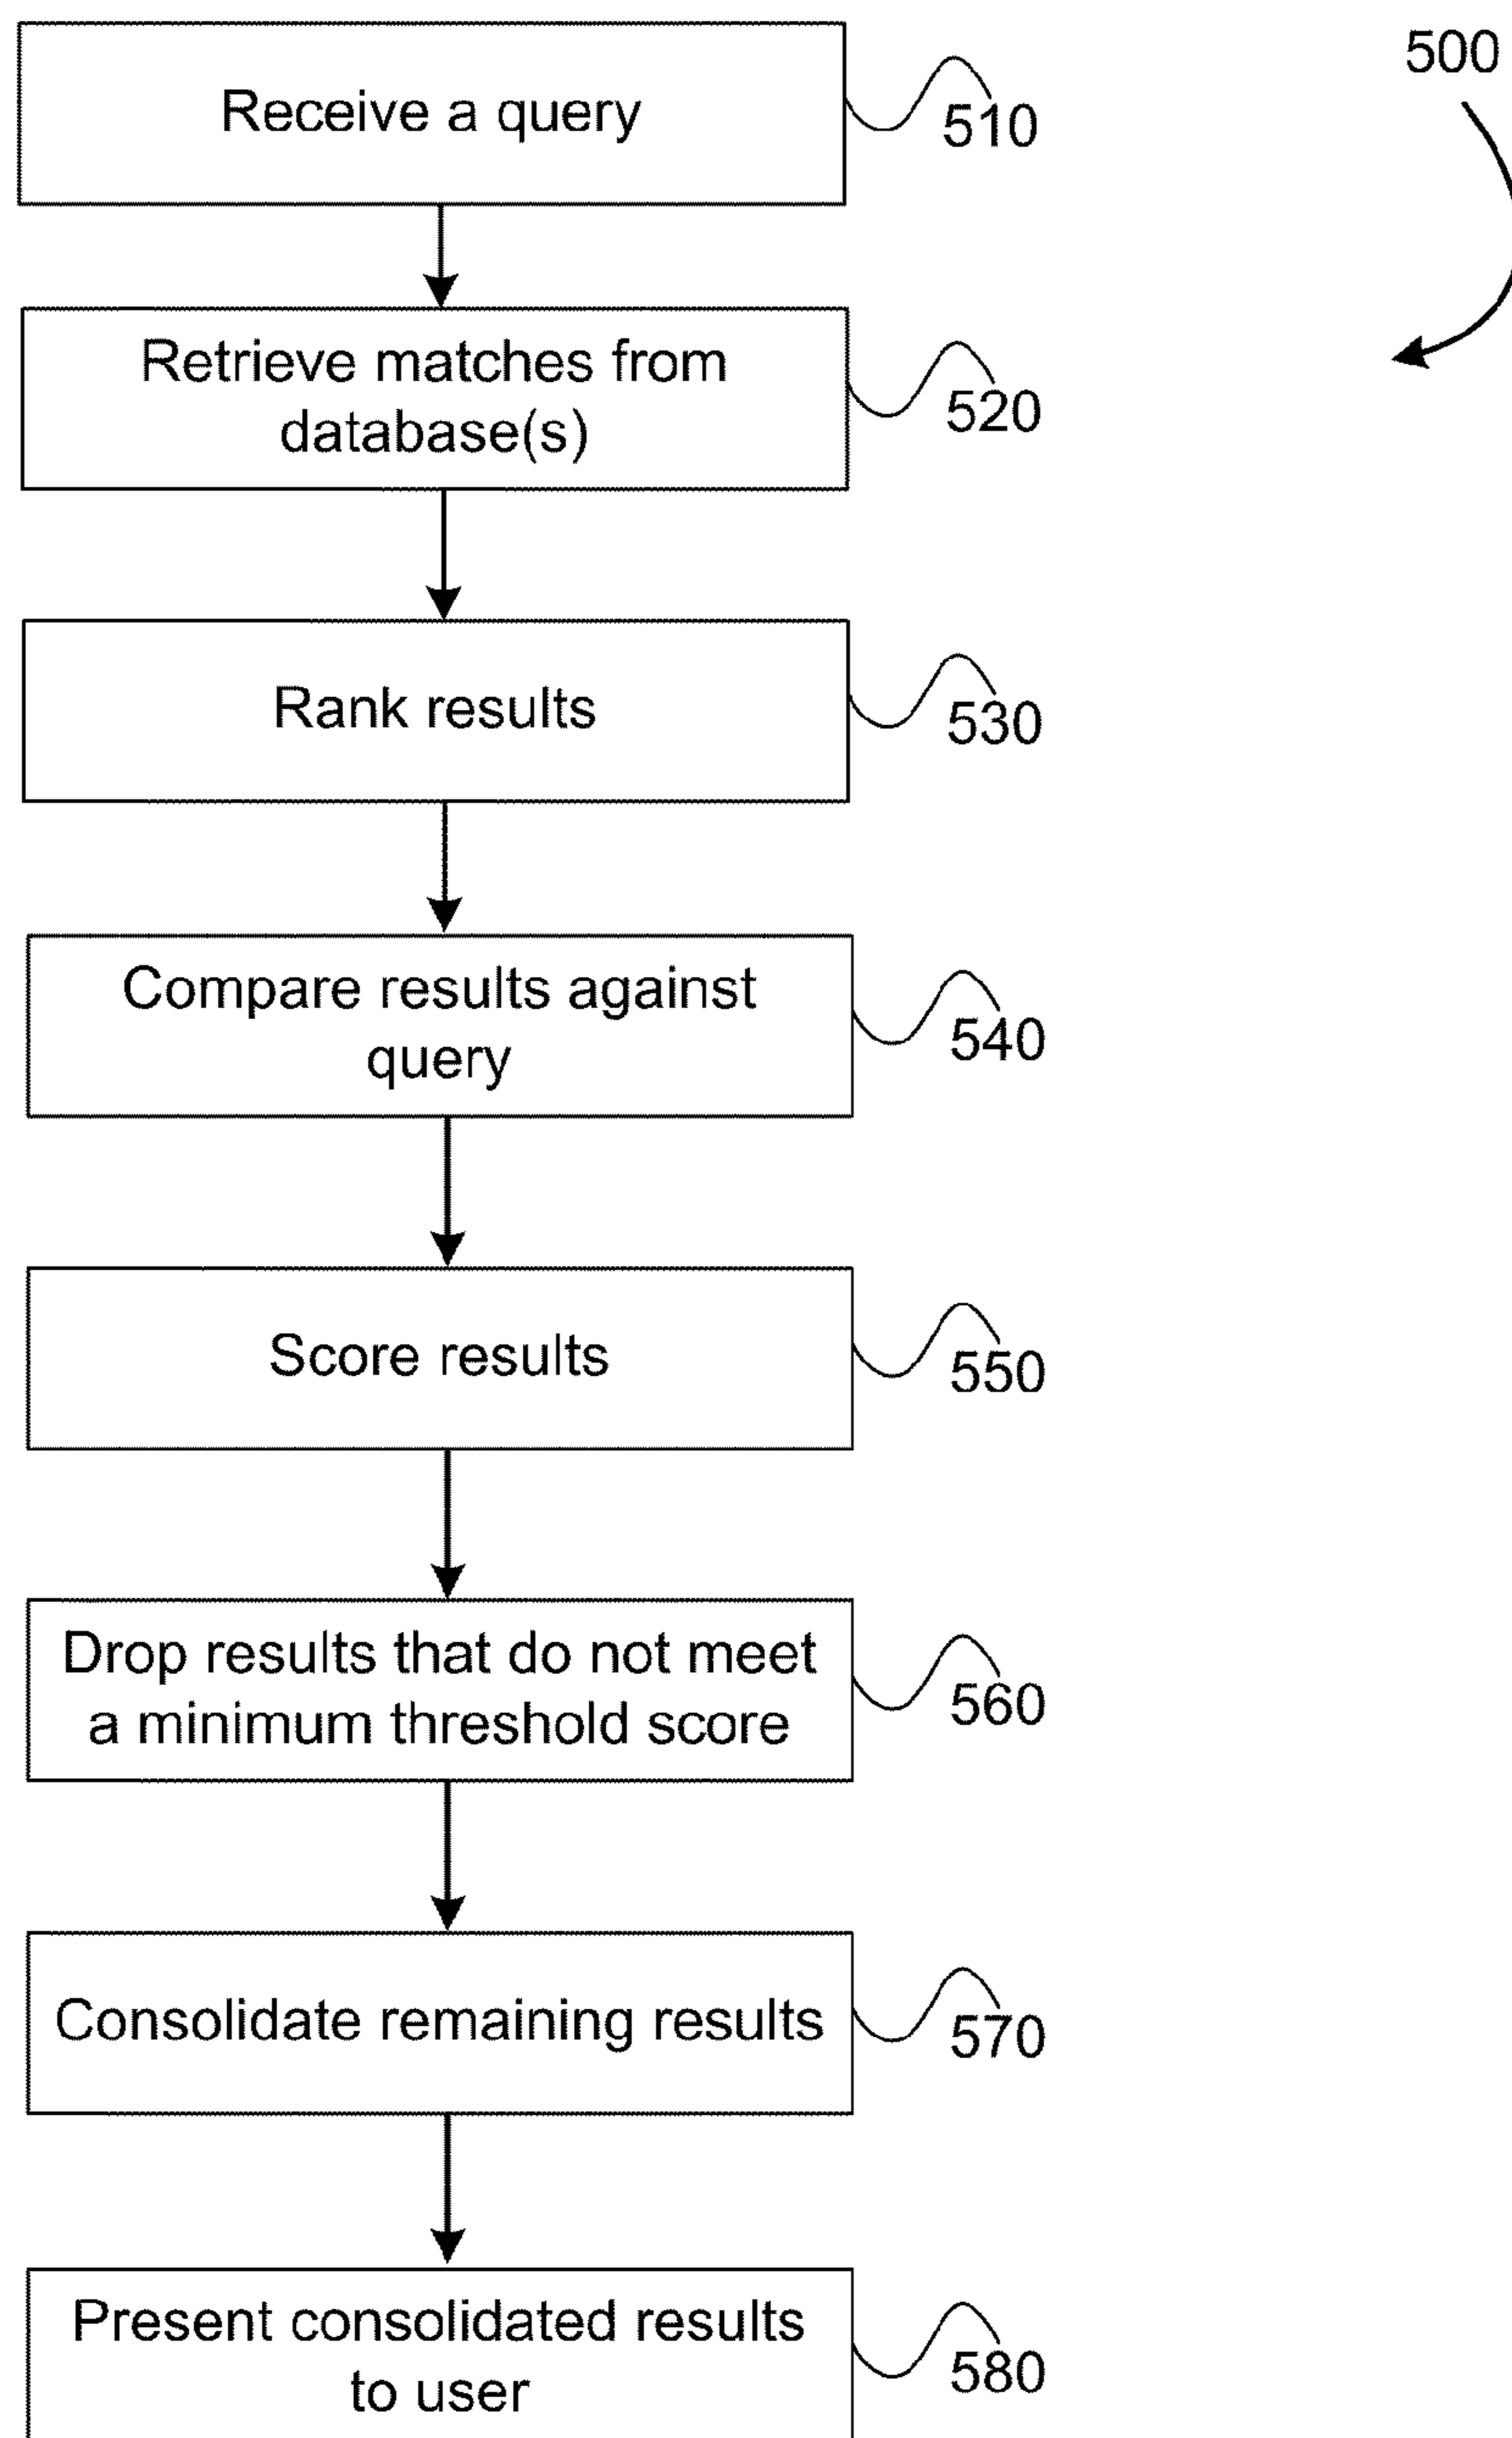 500
Receive a query
510
Retrieve matches from
database(s)
520
Rank results
530
Compare results against
query
540
Score results
550
Drop results that do not meet
a minimum threshold score
560
Consolidate remaining results
570
Present consolidated results
to user
580